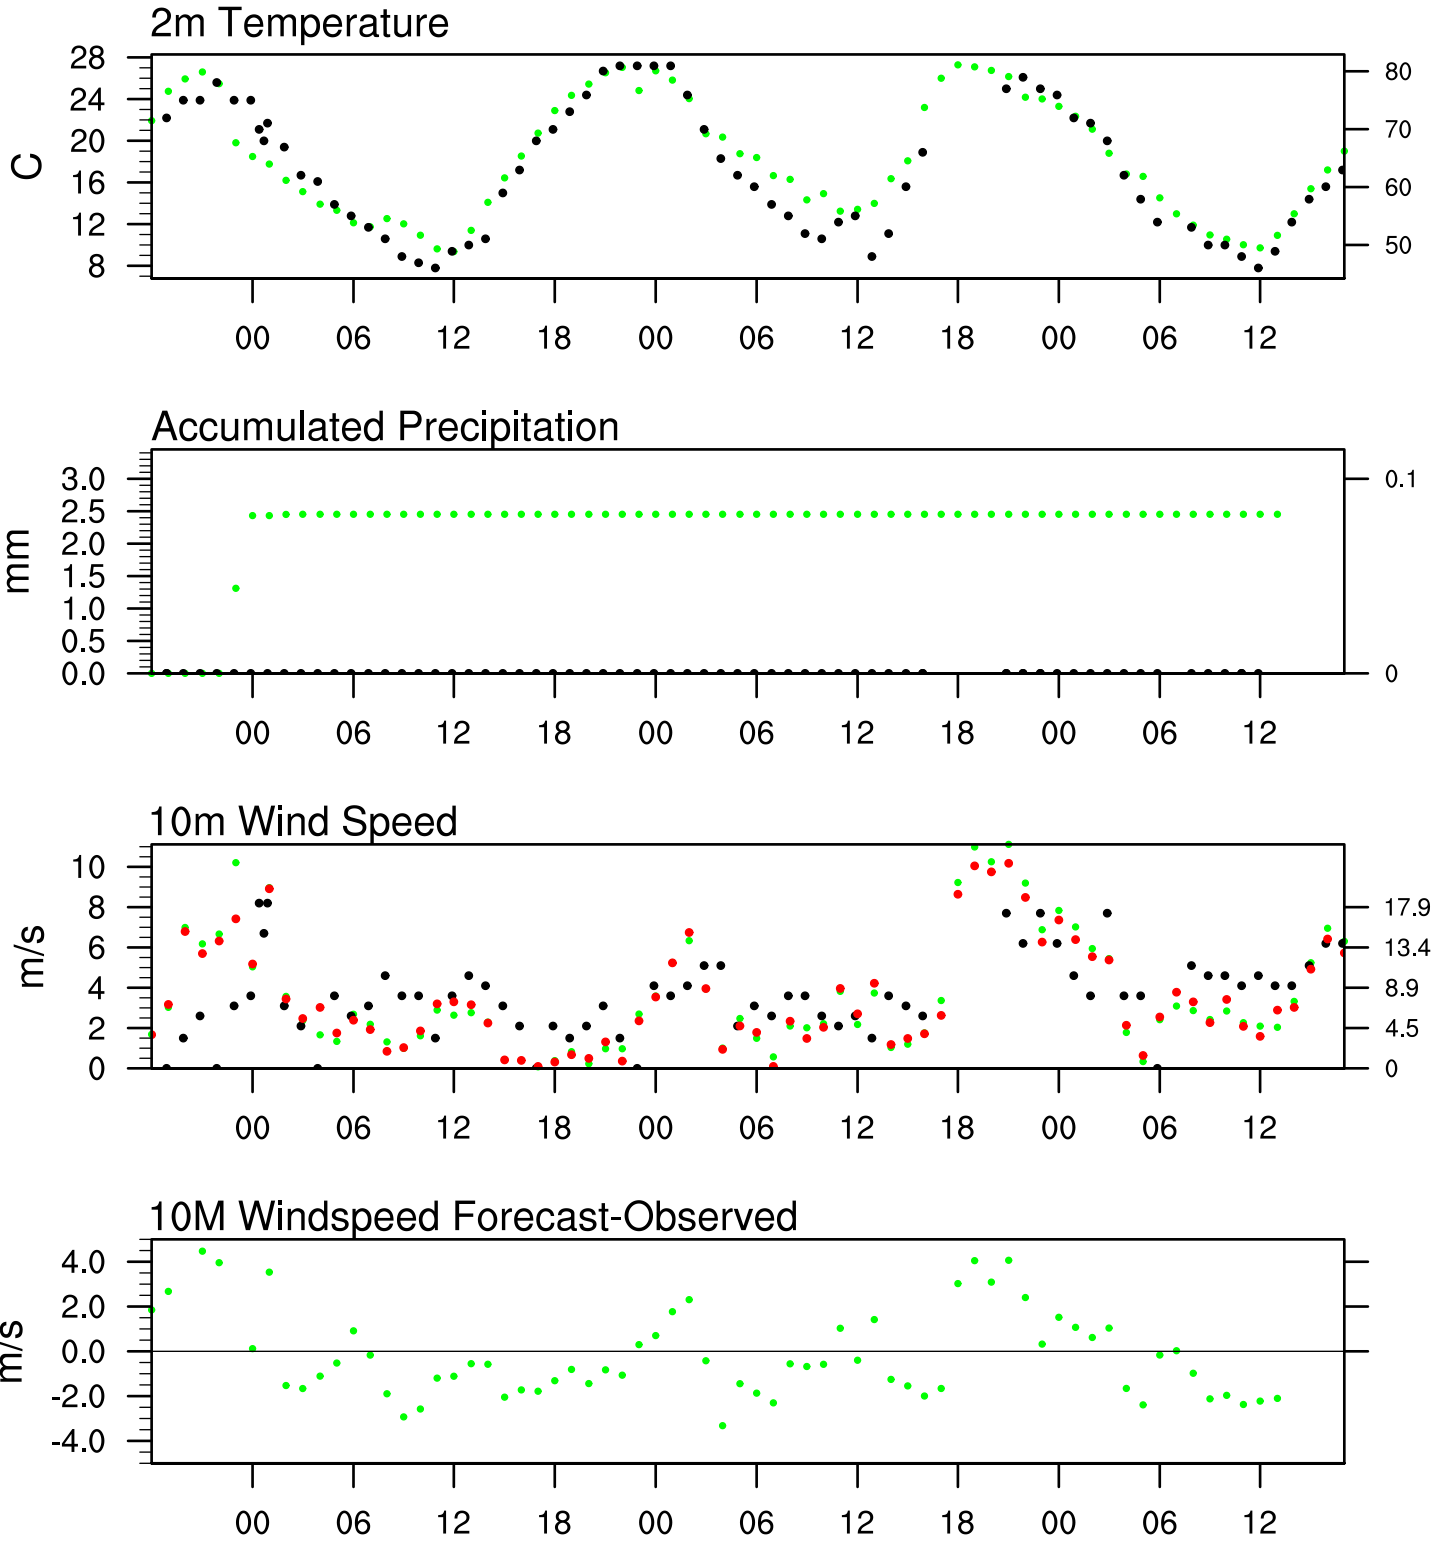 2m Temperature
28
24
20
16
12
8
C
80
70
60
50
00 06 12 18 00 06 12 18 00 06 12
Accumulated Precipitation
3.0
2.5
2.0
1.5
1.0
0.5
0.0
mm
0.1
0
00 06 12 18 00 06 12 18 00 06 12
10m Wind Speed
10
8
6
4
2
0
m/s
17.9
13.4
8.9
4.5
0
00 06 12 18 00 06 12 18 00 06 12
10M Windspeed Forecast-Observed
4.0
2.0
0.0
-2.0
-4.0
m/s
00 06 12 18 00 06 12 18 00 06 12